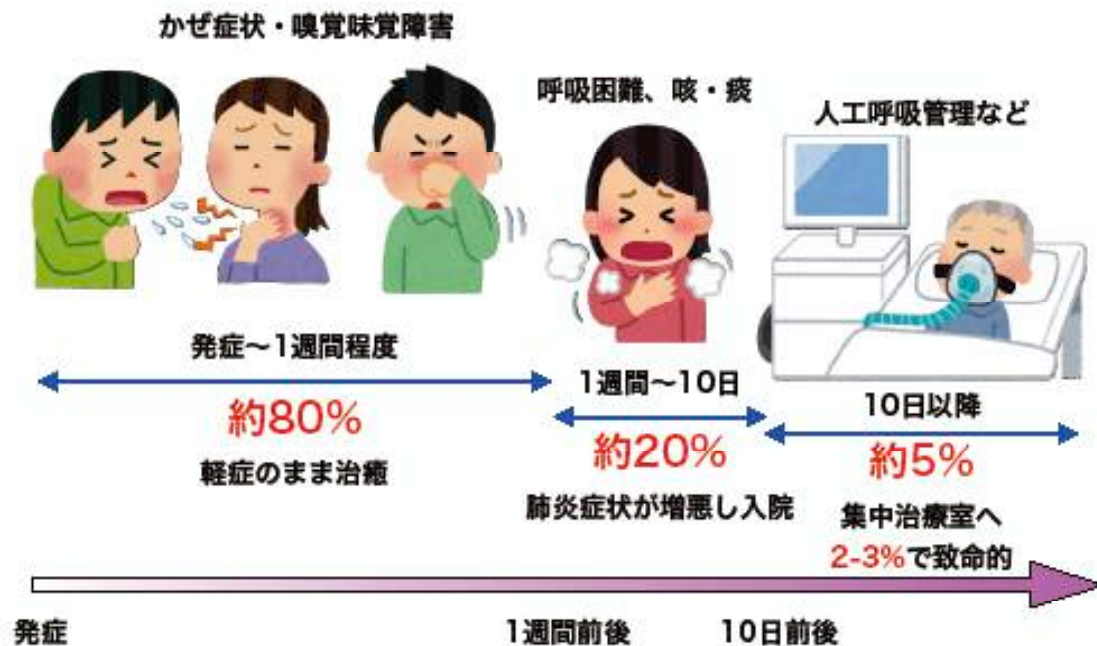 かぜ症状・嗅覚味覚障害
呼吸困難、咳・痰
人工呼吸管理など
発症～1週間程度
約80%
軽症のまま治癒
1週間～10日
約20%
肺炎症状が増悪し入院
10日以降
約5%
集中治療室へ
2-3%で致命的
発症
1週間前後
10日前後